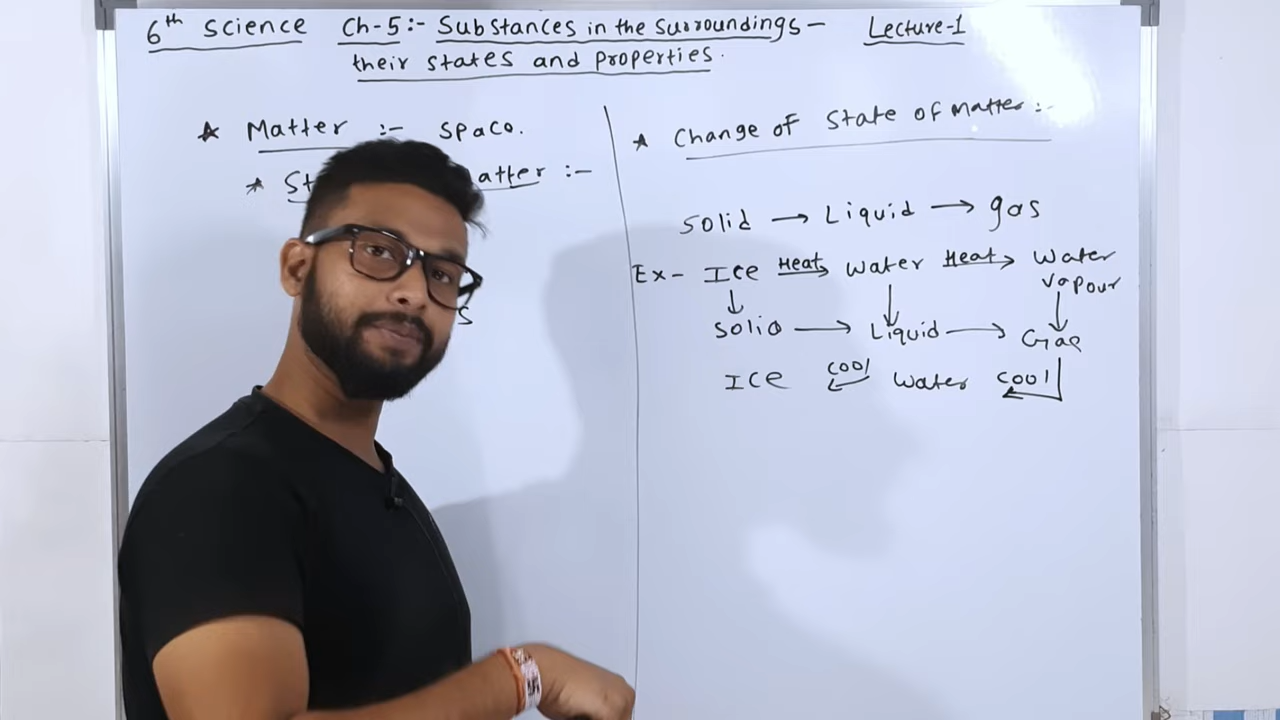 6th Science Ch-5:- Substances in the Surroundings - Lecture-1
their states and properties.
* Matter :- Space.
* St atter :-
s
* Change of State of Matter :-
Solid → Liquid → gas
Ex- Ice Heat→ Water Heat→ Water vapour
Solid → Liquid → Gas
Ice cool← Water cool←